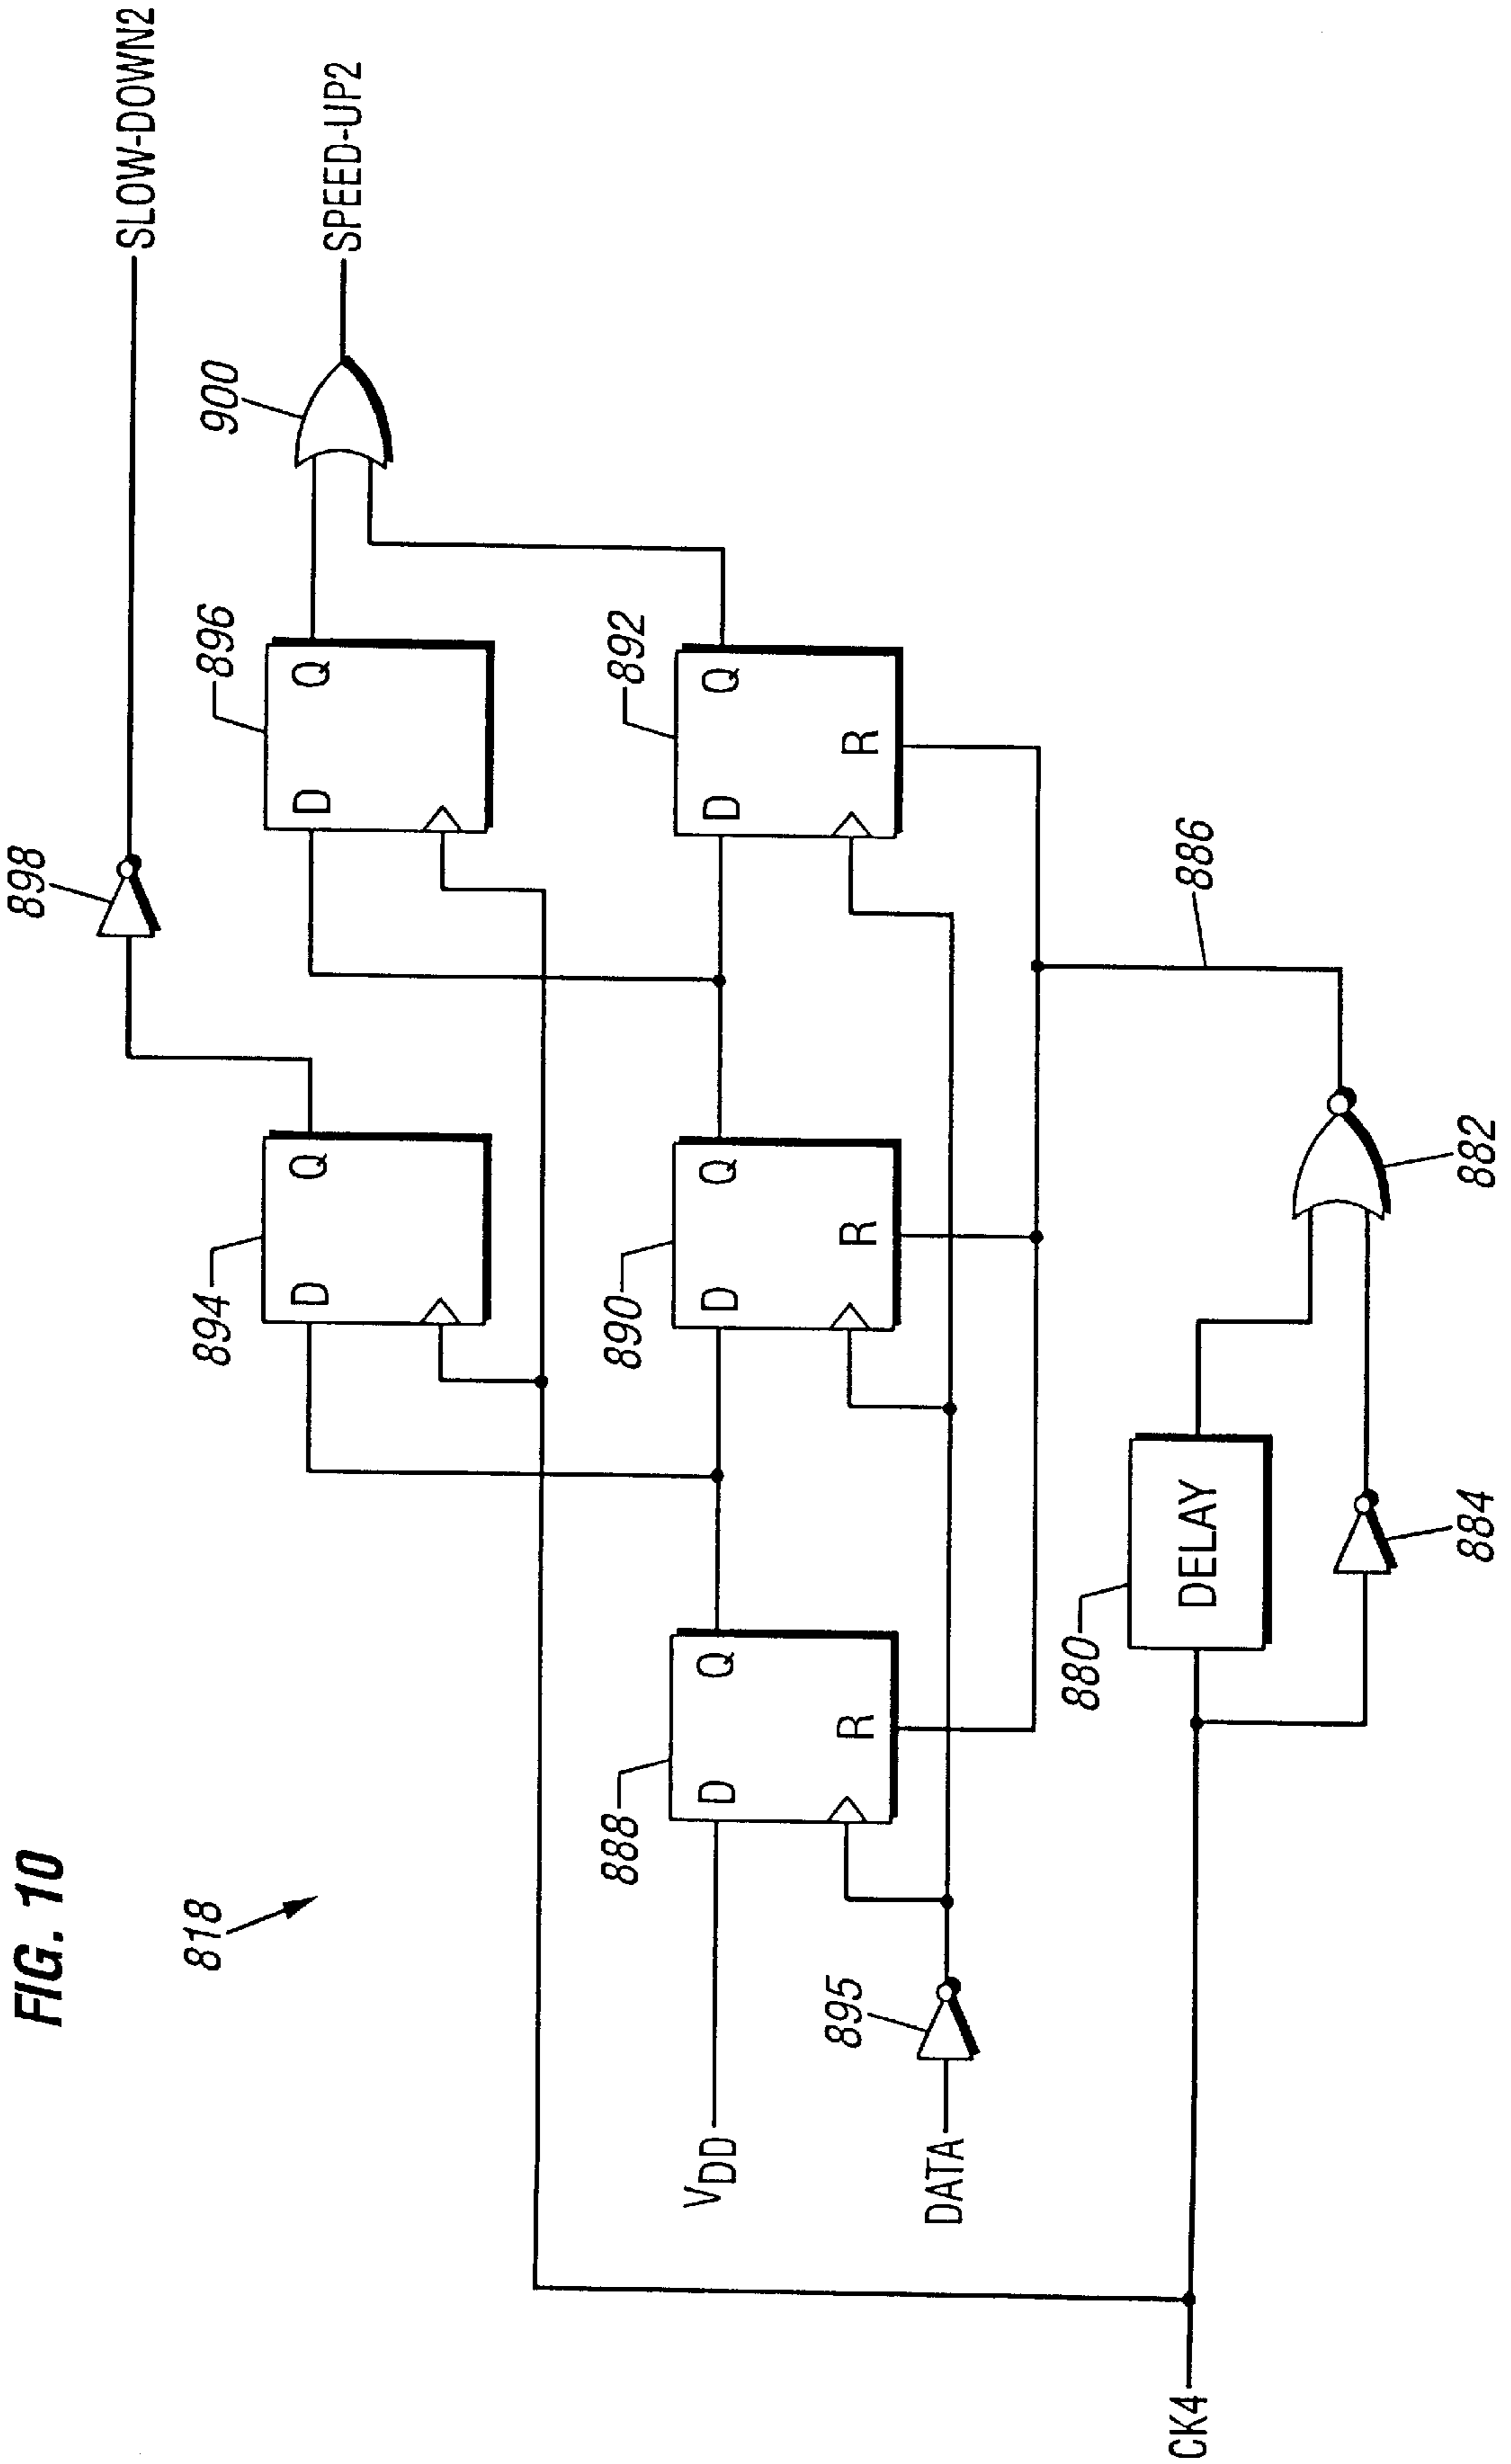 FIG. 10
818
SLOW-DOWN2
898
SPEED-UP2
900
894
D Q
896
D Q
888
D Q
R
890
D Q
R
892
D Q
R
VDD
895
DATA
886
880
DELAY
884
882
CK4